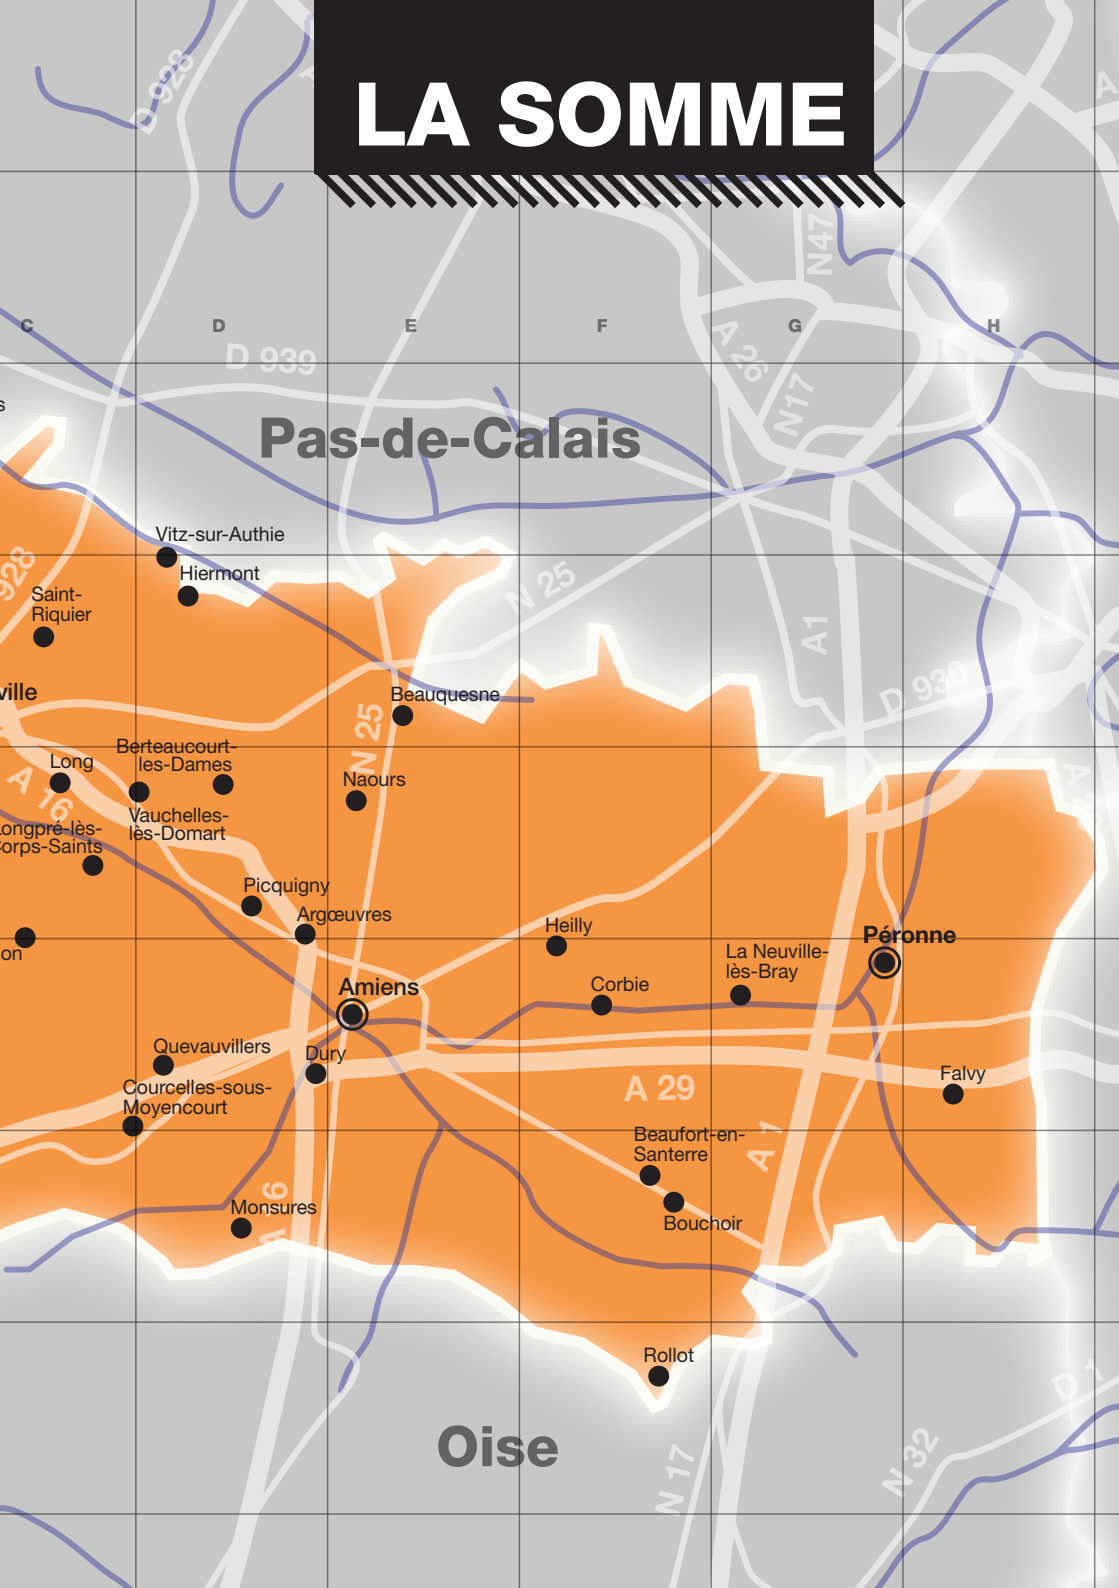 LA SOMME
D 928
N47
C
D
E
F
G
H
A 26
N17
D 939
s
Pas-de-Calais
Vitz-sur-Authie
Hiermont
928
Saint-
Riquier
N 25
A1
D 930
ville
Beauquesne
N 25
Berteaucourt-
les-Dames
Long
A 16
Naours
Vauchelles-
lès-Domart
Longpré-lès-
Corps-Saints
Picquigny
Argœuvres
Heilly
Péronne
on
La Neuville-
lès-Bray
Corbie
Amiens
Quevauvillers
Dury
Falvy
Courcelles-sous-
Moyencourt
A 29
Beaufort-en-
Santerre
A 1
Monsures
Bouchoir
Rollot
D 1
Oise
N 17
N 32